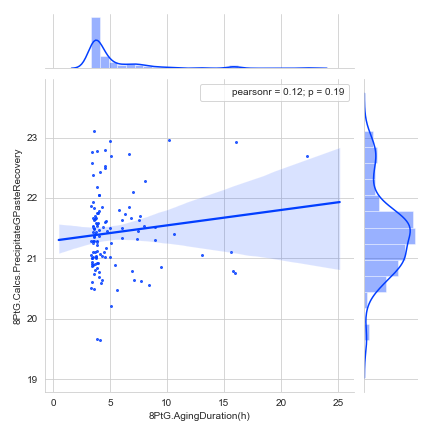 pearsonr = 0.12; p = 0.19
23
22
21
20
19
8PtG.Calcs.PrecipitateGPasteRecovery
0 5 10 15 20 25
8PtG.AgingDuration(h)